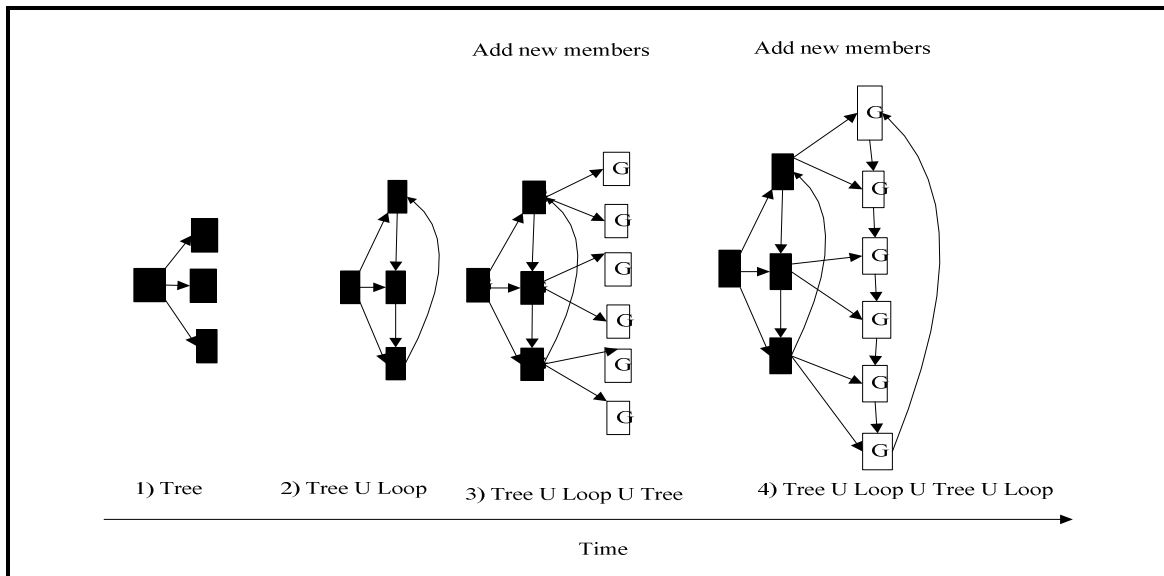 Add new members
Add new members
G
G
G
G
G
G
G
G
G
G
G
G
1) Tree
2) Tree U Loop
3) Tree U Loop U Tree
4) Tree U Loop U Tree U Loop
Time